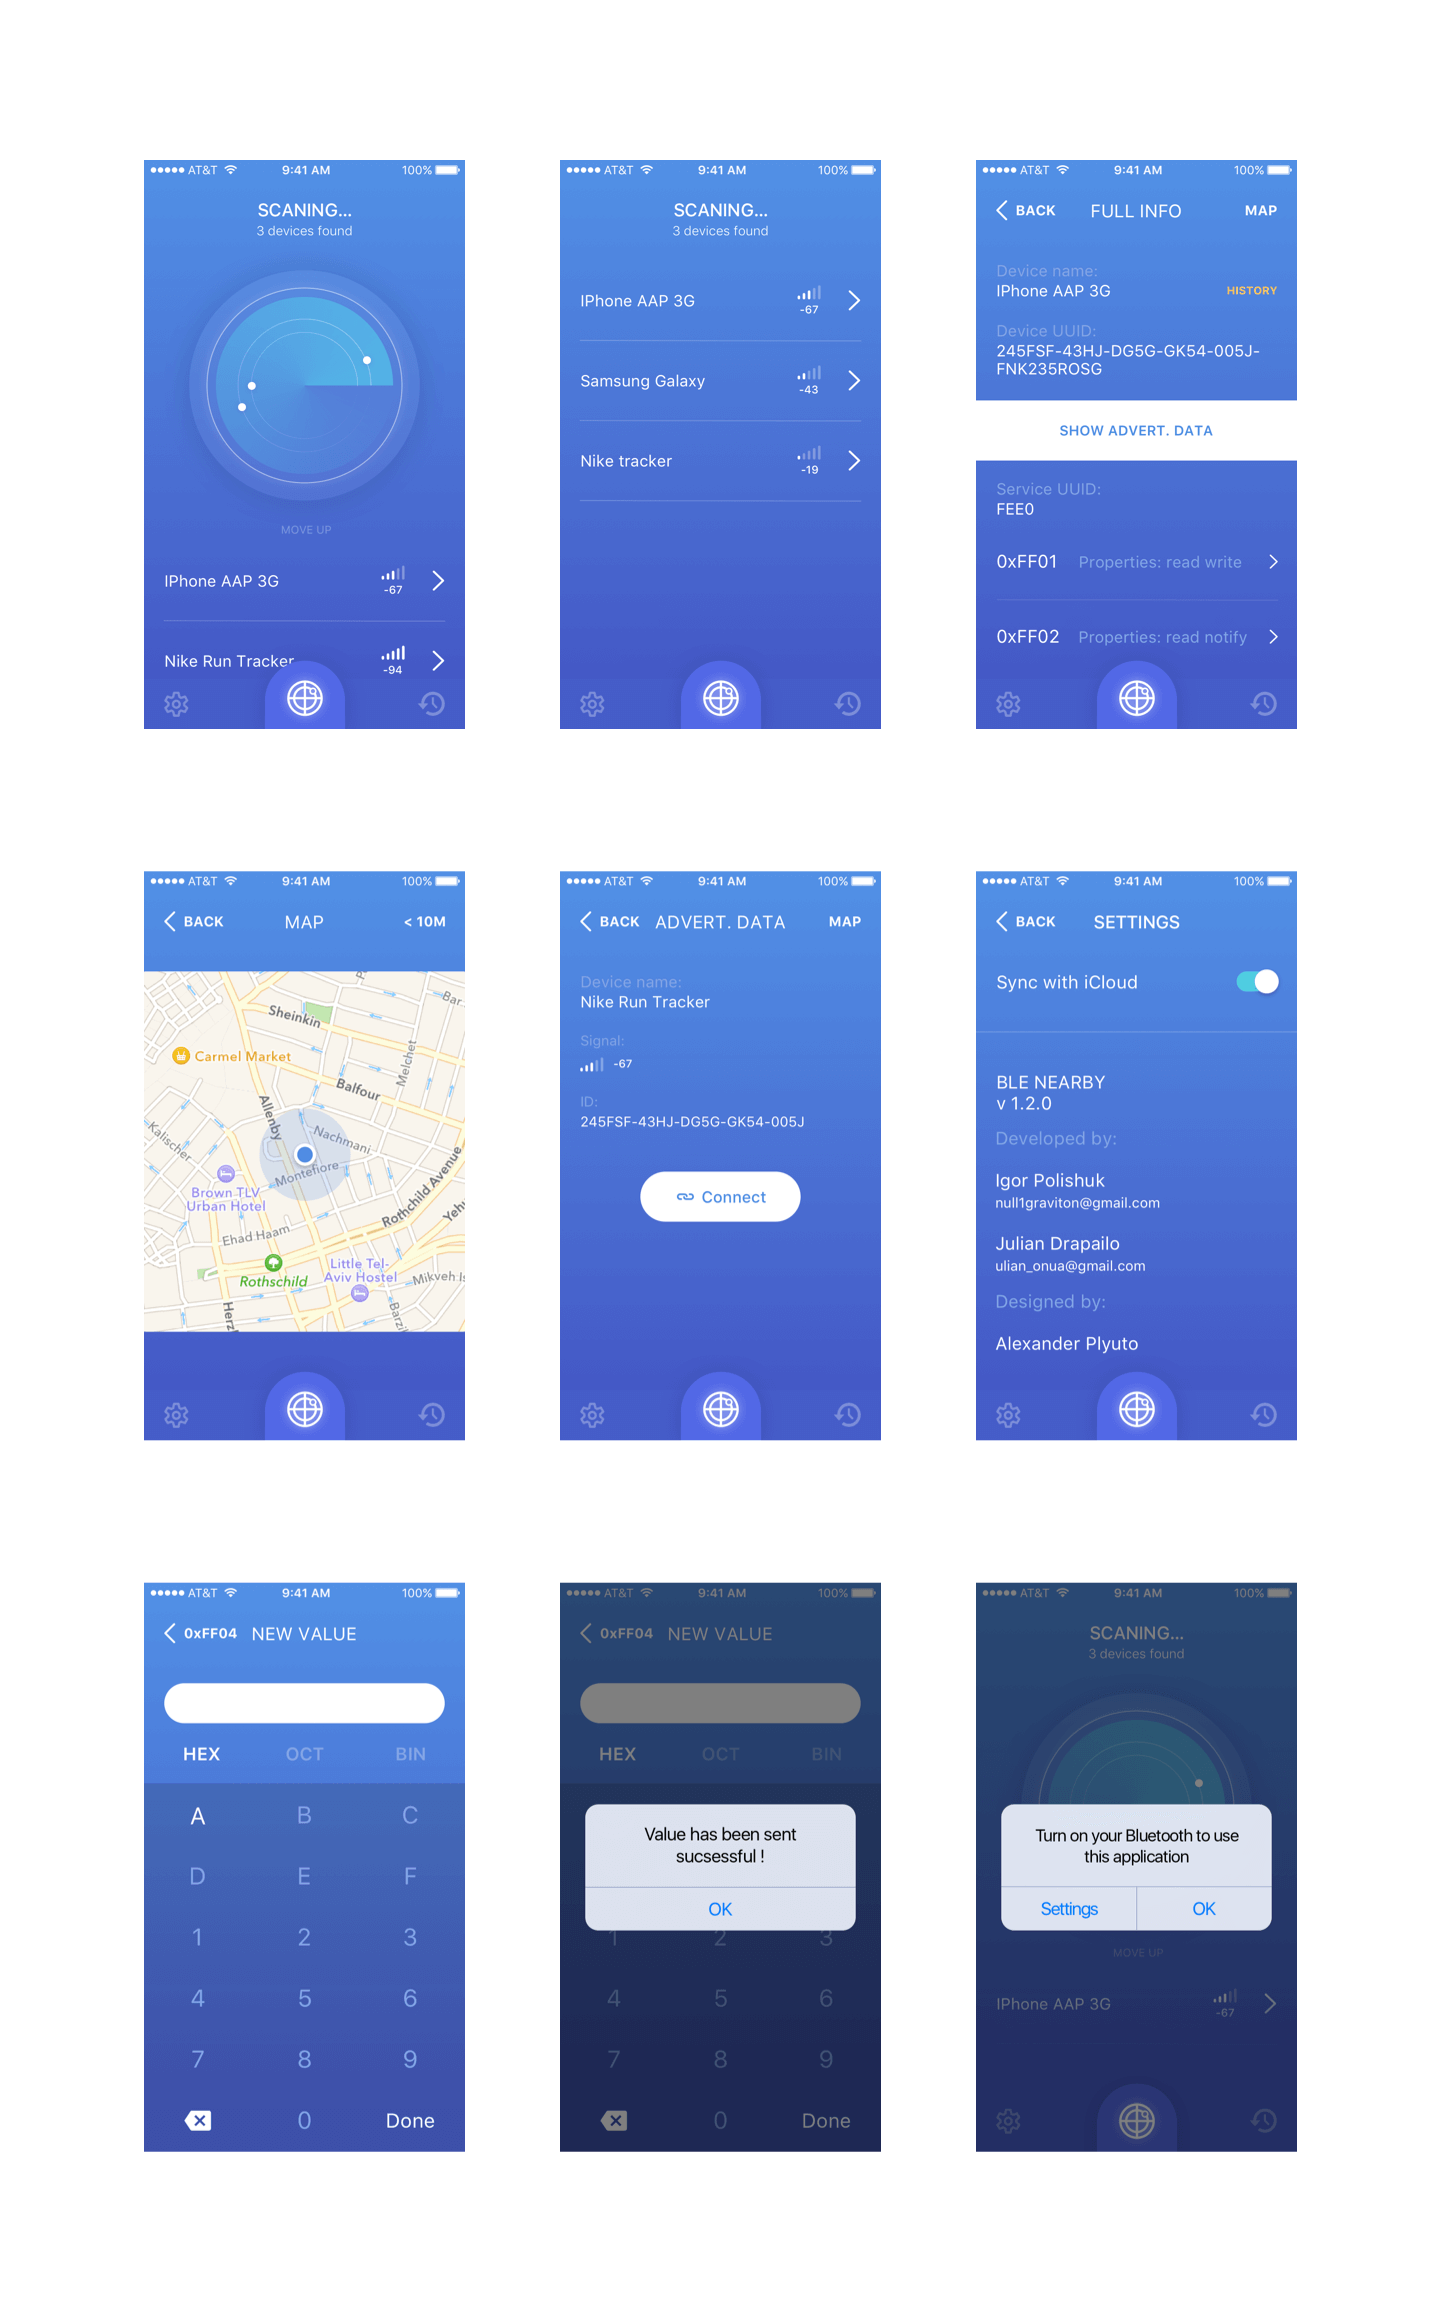 AT&T 9:41 AM 100%
SCANING...
3 devices found
MOVE UP
IPhone AAP 3G
-67
Nike Run Tracker
-94
AT&T 9:41 AM 100%
SCANING...
3 devices found
IPhone AAP 3G
-67
Samsung Galaxy
-43
Nike tracker
-19
AT&T 9:41 AM 100%
BACK FULL INFO MAP
Device name:
IPhone AAP 3G HISTORY
Device UUID:
245FSF-43HJ-DG5G-GK54-005J-
FNK235ROSG
SHOW ADVERT. DATA
Service UUID:
FEE0
0xFF01 Properties: read write
0xFF02 Properties: read notify
AT&T 9:41 AM 100%
BACK MAP < 10M
Bar
Sheinkin
Carmel Market
Melchet
Balfour
Allenby
Kalischer
Nachmani
Montefiore
Brown TLV
Urban Hotel
Rothchild Avenue
Yehu
Ehad Haam
Little Tel-
Aviv Hostel
Rothschild
Mikveh Is
Herzl
Barzil
AT&T 9:41 AM 100%
BACK ADVERT. DATA MAP
Device name:
Nike Run Tracker
Signal:
-67
ID:
245FSF-43HJ-DG5G-GK54-005J
Connect
AT&T 9:41 AM 100%
BACK SETTINGS
Sync with iCloud
BLE NEARBY
v 1.2.0
Developed by:
Igor Polishuk
null1graviton@gmail.com
Julian Drapailo
ulian_onua@gmail.com
Designed by:
Alexander Plyuto
AT&T 9:41 AM 100%
0xFF04 NEW VALUE
HEX OCT BIN
A B C
D E F
1 2 3
4 5 6
7 8 9
0 Done
AT&T 9:41 AM 100%
0xFF04 NEW VALUE
HEX OCT BIN
Value has been sent
sucsessful !
OK
1 2 3
4 5 6
7 8 9
0 Done
AT&T 9:41 AM 100%
SCANING...
3 devices found
Turn on your Bluetooth to use
this application
Settings OK
MOVE UP
IPhone AAP 3G
-67